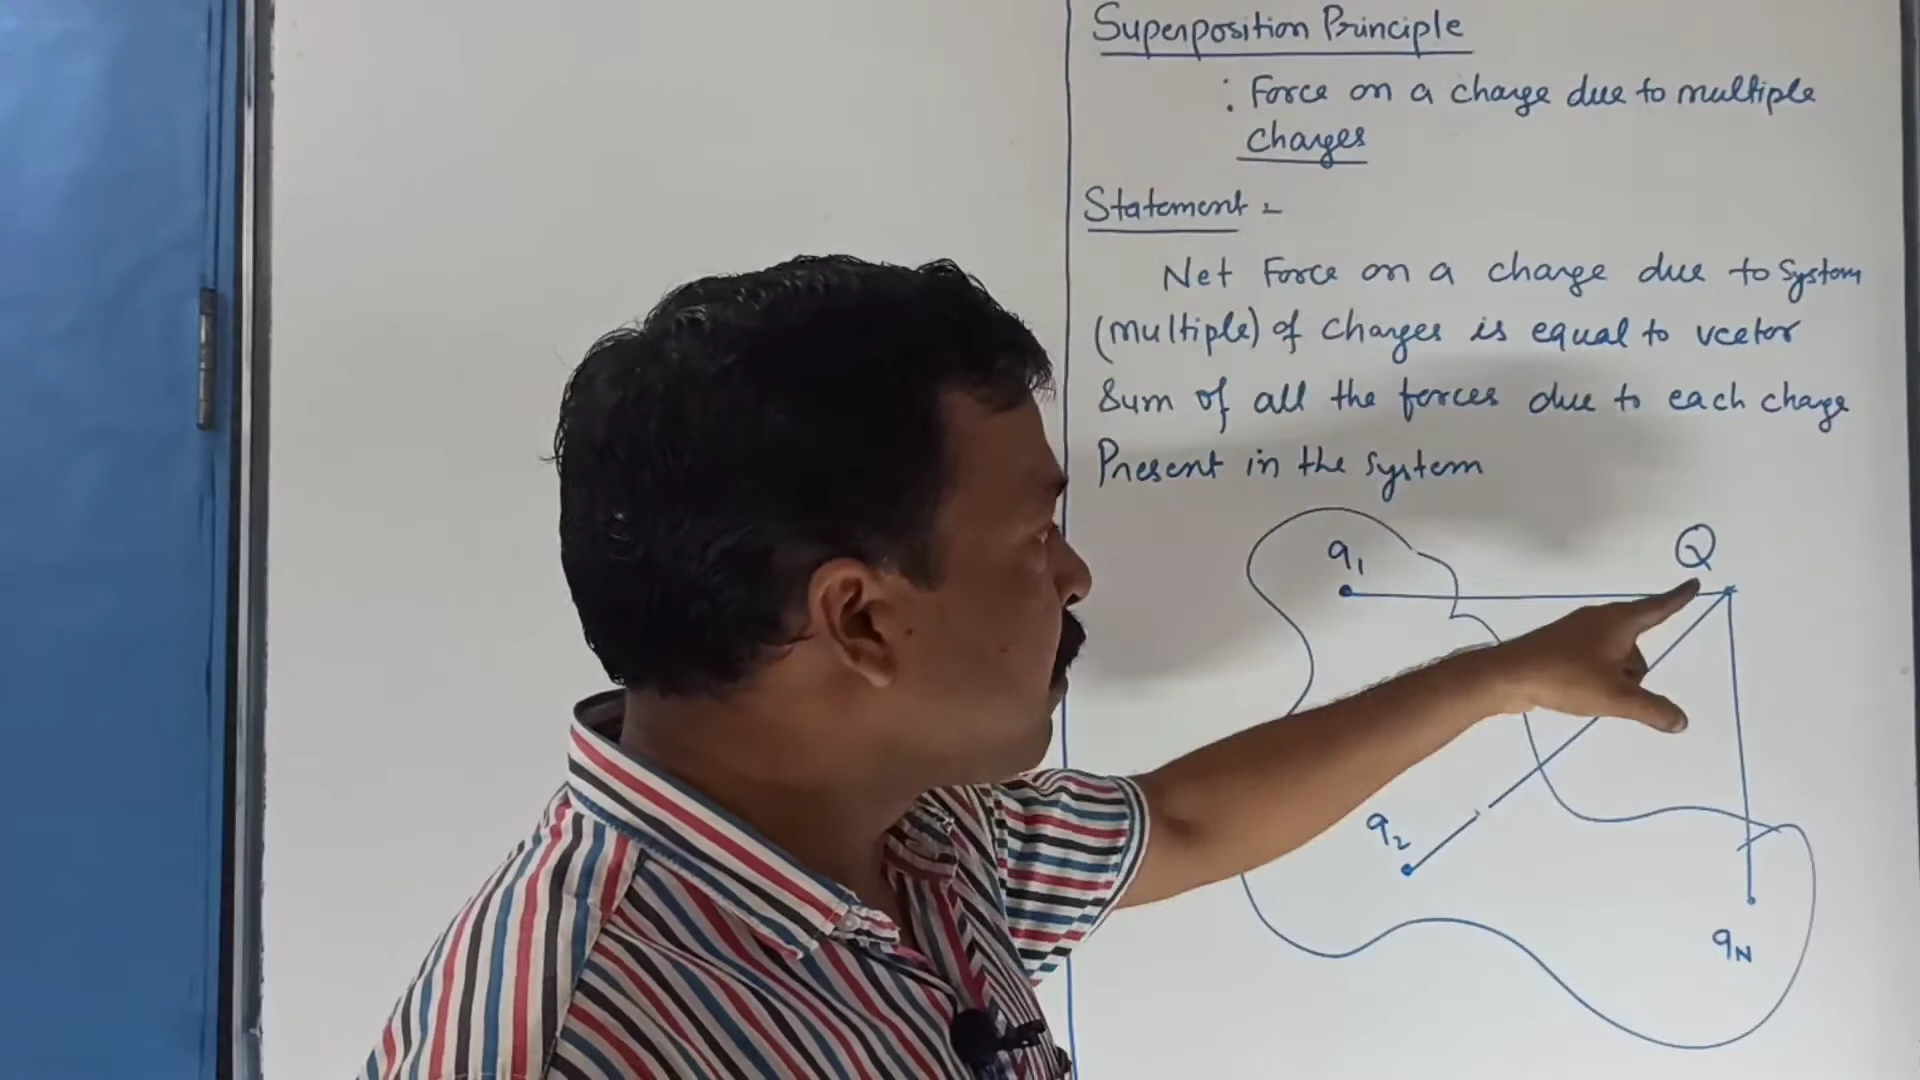 Superposition Principle
: Force on a charge due to multiple
charges
Statement -
Net Force on a charge due to System
(multiple) of charges is equal to vcetor
Sum of all the forces due to each charge
Present in the system
q1
Q
q2
qN